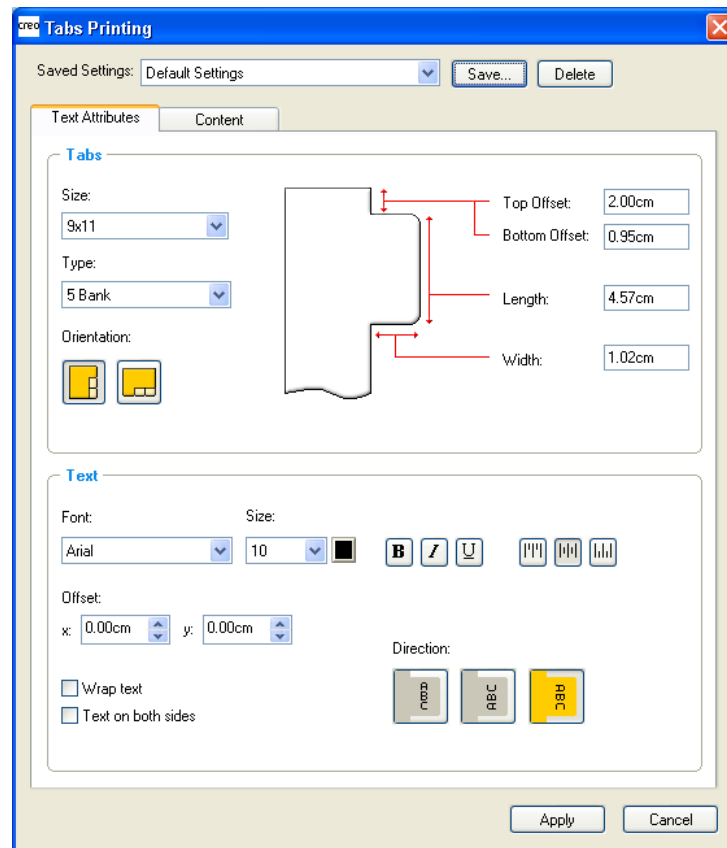 creo Tabs Printing
Saved Settings: Default Settings Save... Delete
Text Attributes Content
Tabs
Size:
9x11
Type:
5 Bank
Orientation:
Top Offset: 2.00cm
Bottom Offset: 0.95cm
Length: 4.57cm
Width: 1.02cm
Text
Font: Size:
Arial 10 B I U
Offset:
x: 0.00cm y: 0.00cm
Direction:
Wrap text
Text on both sides
ABC ABC ABC ABC
Apply Cancel